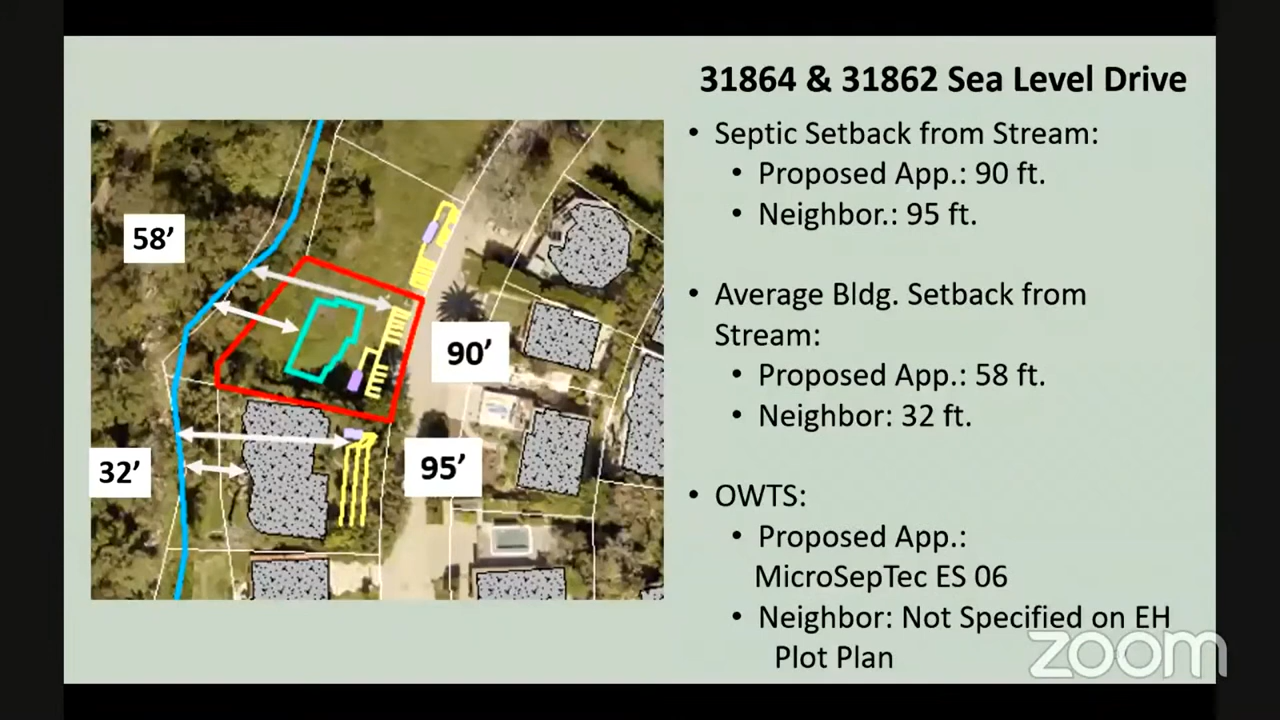 31864 & 31862 Sea Level Drive
• Septic Setback from Stream:
• Proposed App.: 90 ft.
• Neighbor.: 95 ft.
• Average Bldg. Setback from
Stream:
• Proposed App.: 58 ft.
• Neighbor: 32 ft.
• OWTS:
• Proposed App.:
MicroSepTec ES 06
• Neighbor: Not Specified on EH
Plot Plan
58’
90’
32’
95’
zoom